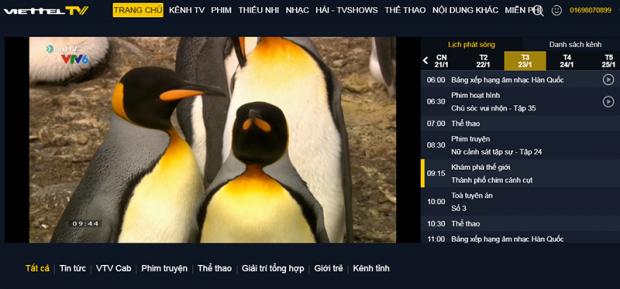 VIETTELTV
TRANG CHỦ KÊNH TV PHIM THIẾU NHI NHẠC HÀI - TVSHOWS THỂ THAO NỘI DUNG KHÁC MIỄN PHÍ 01698070899
VTV6
09:44
Lịch phát sóng Danh sách kênh
CN T2 T3 T4 T5
21/1 22/1 23/1 24/1 25/1
06:00 Bảng xếp hạng âm nhạc Hàn Quốc
06:30 Phim hoạt hình
Chú sóc vui nhộn - Tập 35
07:00 Thể thao
08:30 Phim truyện
Nữ cảnh sát tập sự - Tập 24
09:15 Khám phá thế giới
Thành phố chim cánh cụt
10:00 Toà tuyên án
Số 3
10:30 Thể thao
11:00 Bảng xếp hạng âm nhạc Hàn Quốc
Tất cả | Tin tức | VTV Cab | Phim truyện | Thể thao | Giải trí tổng hợp | Giới trẻ | Kênh tỉnh